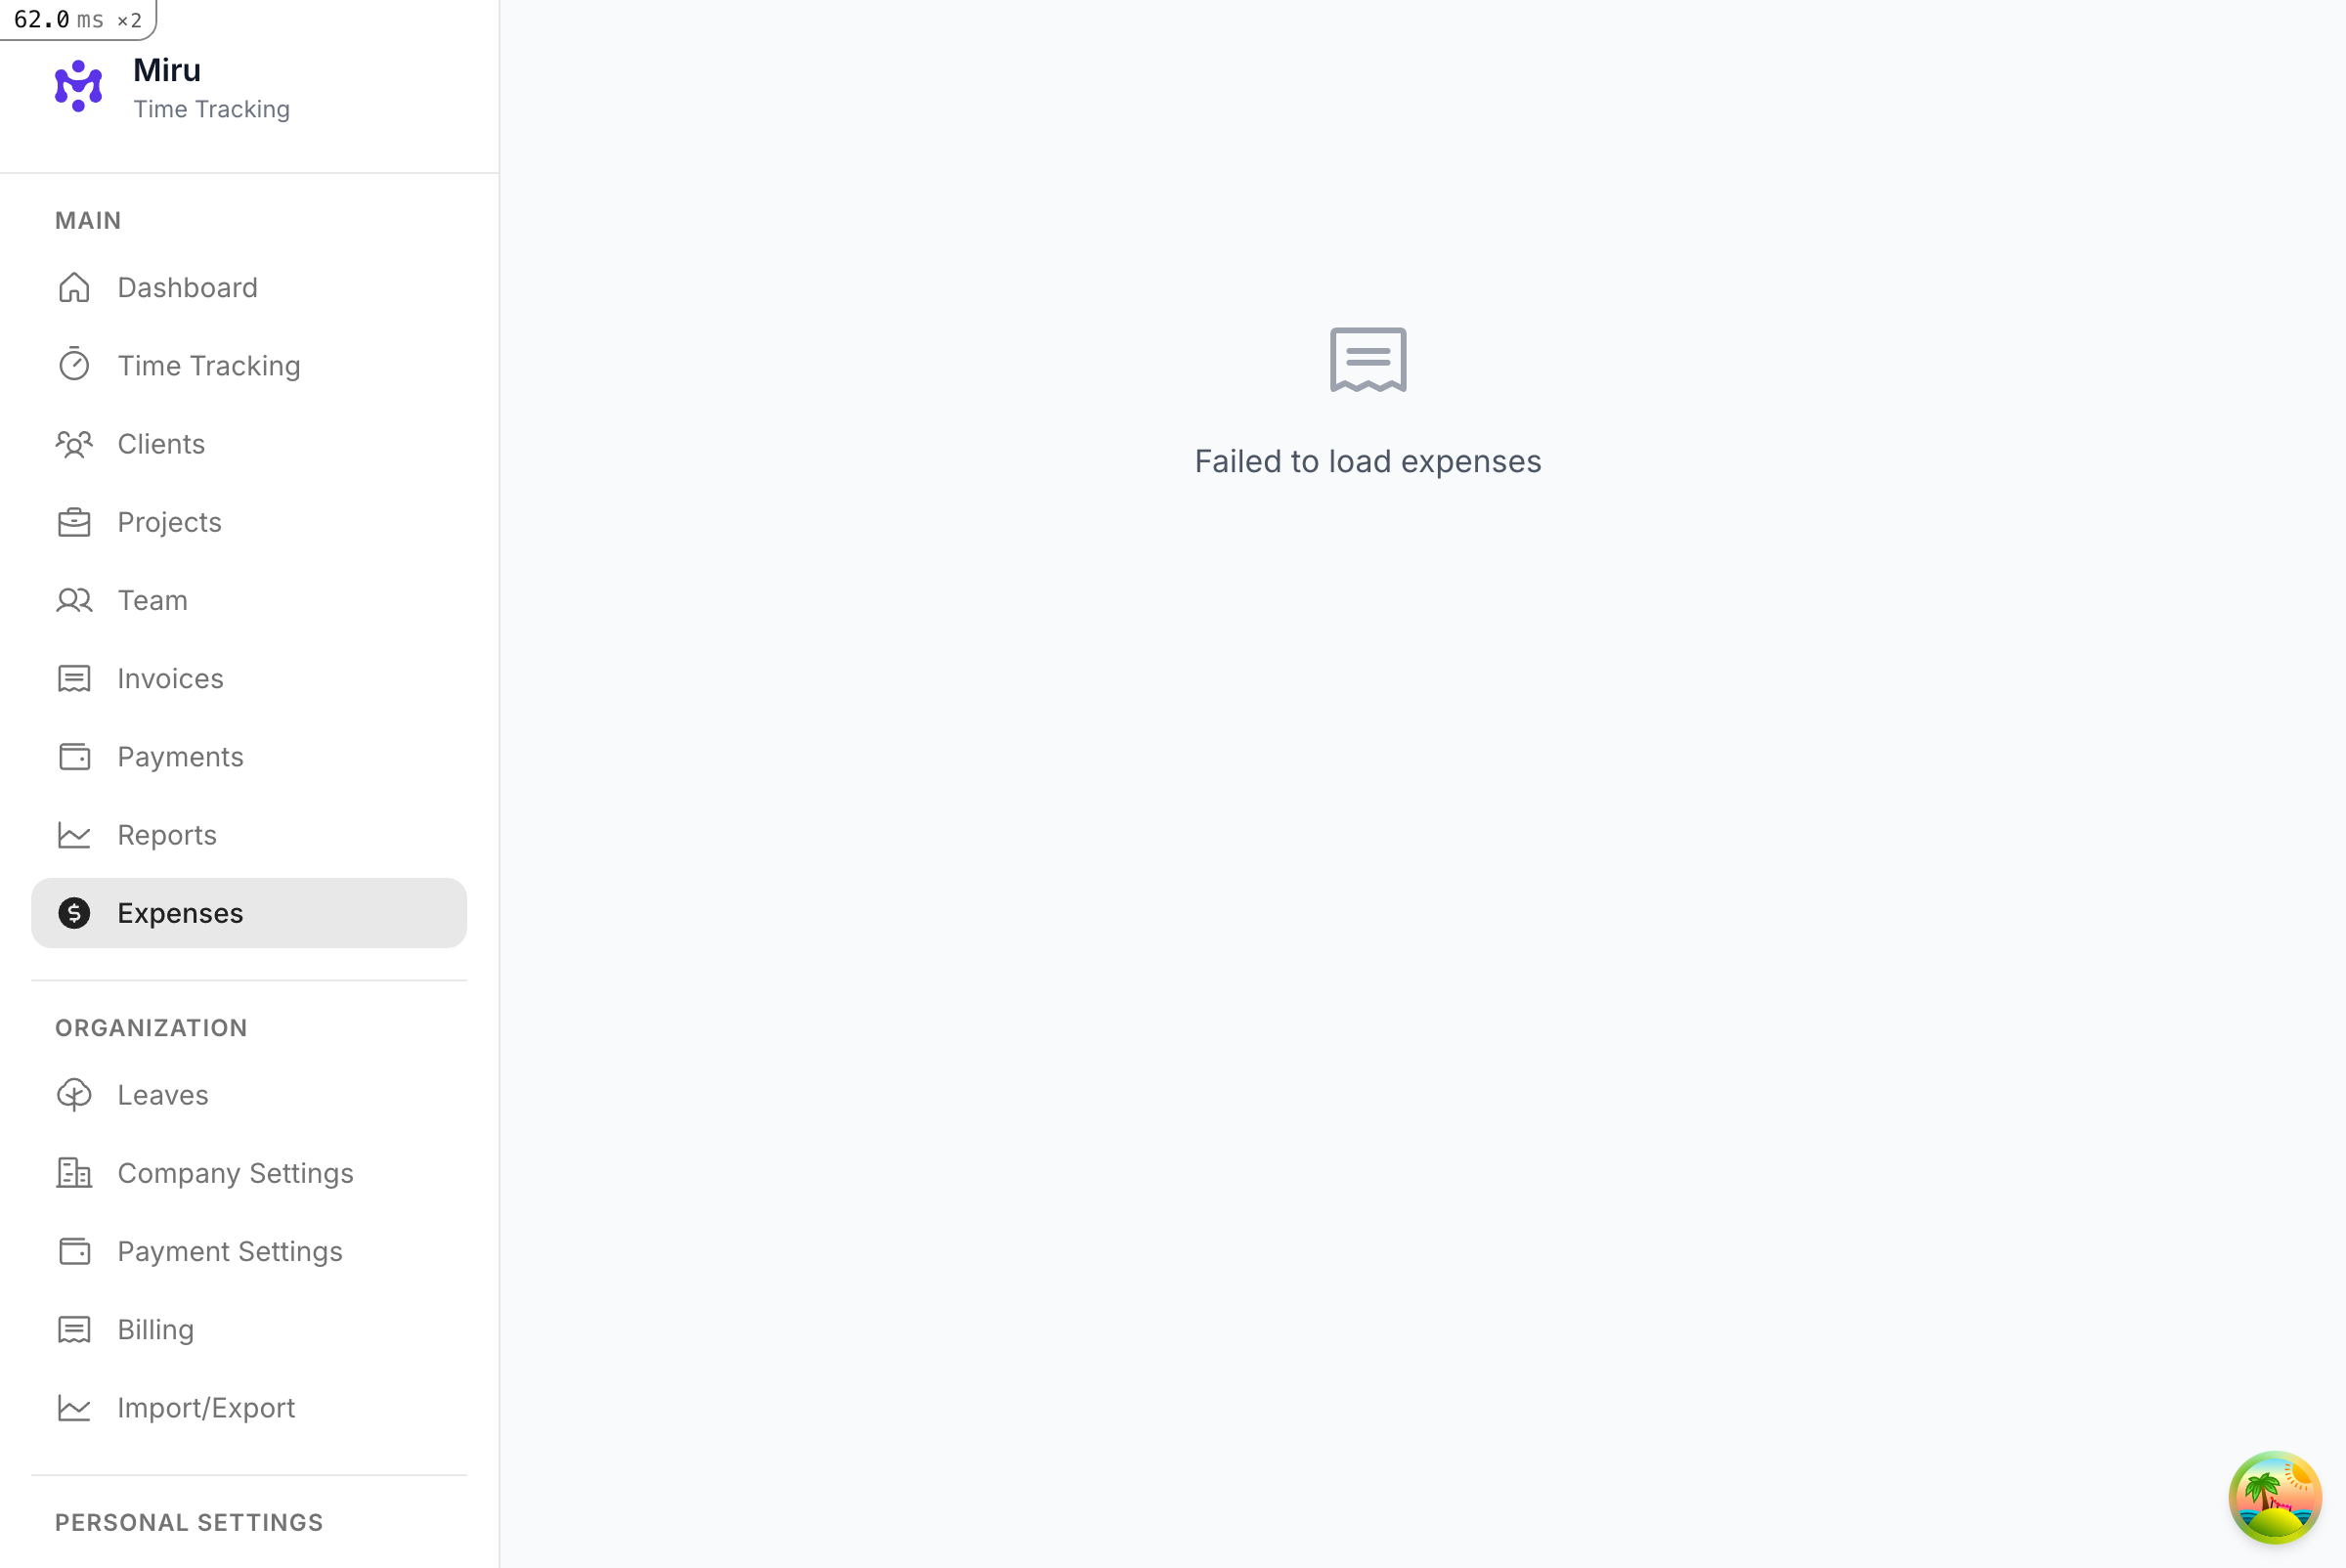 62.0 ms ×2
Miru
Time Tracking
MAIN
Dashboard
Time Tracking
Clients
Projects
Team
Invoices
Payments
Reports
Expenses
ORGANIZATION
Leaves
Company Settings
Payment Settings
Billing
Import/Export
PERSONAL SETTINGS
Failed to load expenses